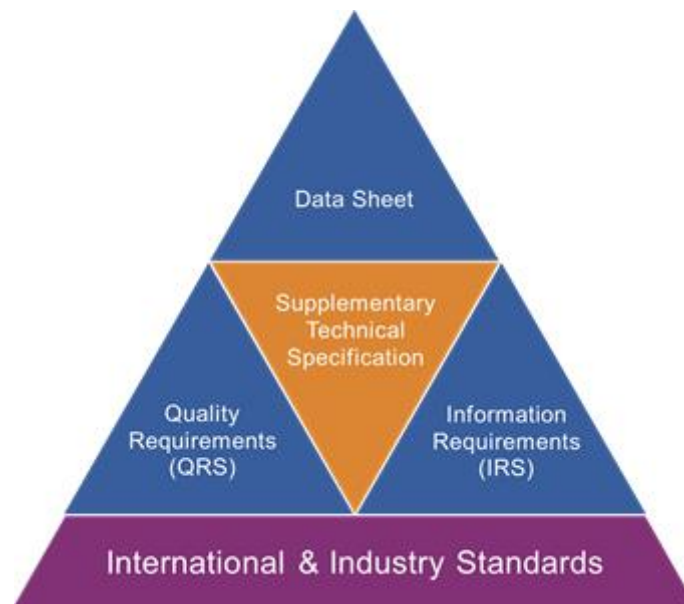 Data Sheet
Supplementary
Technical
Specification
Quality
Requirements
(QRS)
Information
Requirements
(IRS)
International & Industry Standards